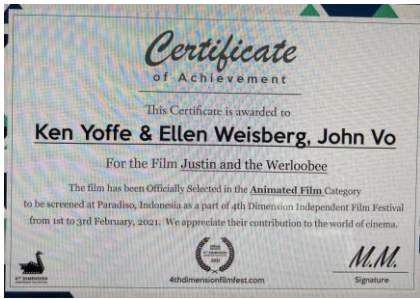 Certificate
of Achievement
This Certificate is awarded to
Ken Yoffe & Ellen Weisberg, John Vo
For the Film Justin and the Werloobee
The film has been Officially Selected in the Animated Film Category
to be screened at Paradiso, Indonesia as a part of 4th Dimension Independent Film Festival
from 1st to 3rd February, 2021. We appreciate their contribution to the world of cinema.
M.M.
4thdimensionfilmfest.com
Signature